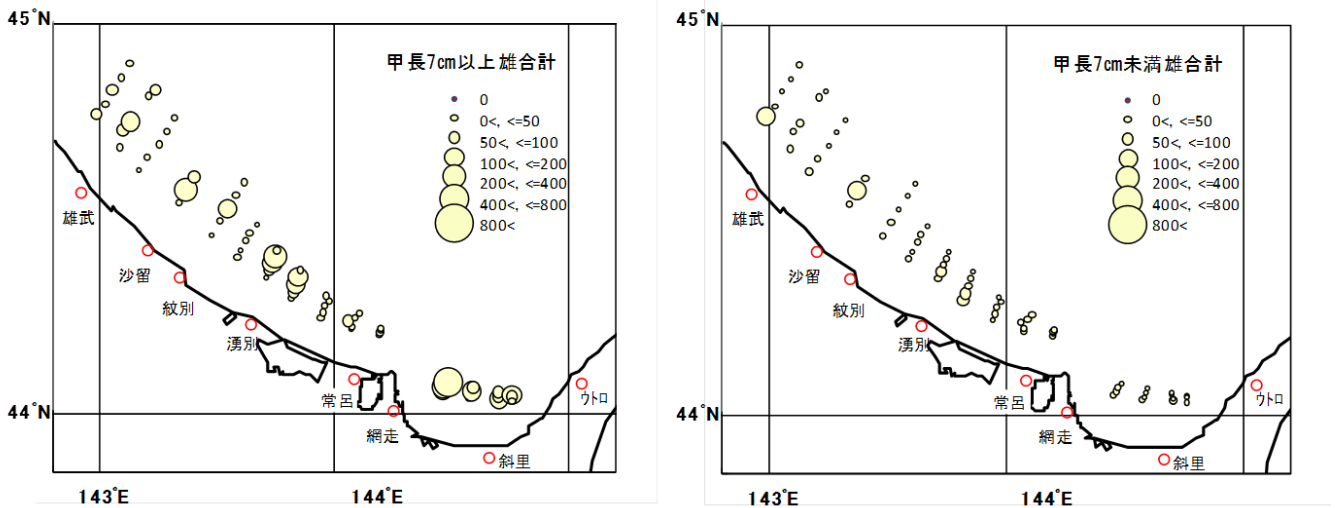 45°N
甲長7cm以上雄合計
0
0<, <=50
50<, <=100
100<, <=200
200<, <=400
400<, <=800
800<
雄武
沙留
紋別
湧別
常呂
網走
斜里
ウトロ
44°N
143°E
144°E
45°N
甲長7cm未満雄合計
0
0<, <=50
50<, <=100
100<, <=200
200<, <=400
400<, <=800
800<
雄武
沙留
紋別
湧別
常呂
網走
斜里
ウトロ
44°N
143°E
144°E